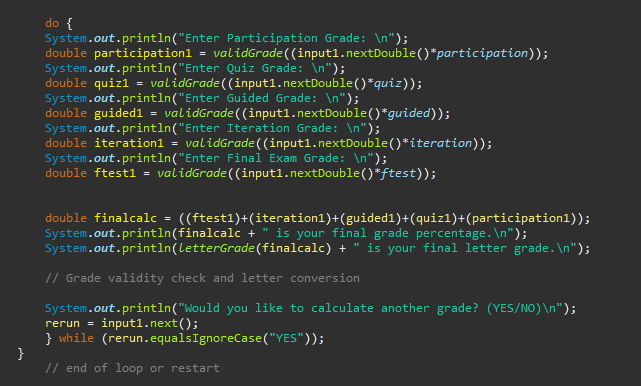 do {
System.out.println("Enter Participation Grade: \n");
double participation1 = validGrade((input1.nextDouble()*participation));
System.out.println("Enter Quiz Grade: \n");
double quiz1 = validGrade((input1.nextDouble()*quiz));
System.out.println("Enter Guided Grade: \n");
double guided1 = validGrade((input1.nextDouble()*guided));
System.out.println("Enter Iteration Grade: \n");
double iteration1 = validGrade((input1.nextDouble()*iteration));
System.out.println("Enter Final Exam Grade: \n");
double ftest1 = validGrade((input1.nextDouble()*ftest));
double finalcalc = ((ftest1)+(iteration1)+(guided1)+(quiz1)+(participation1));
System.out.println(finalcalc + " is your final grade percentage.\n");
System.out.println(letterGrade(finalcalc) + " is your final letter grade.\n");
// Grade validity check and letter conversion
System.out.println("Would you like to calculate another grade? (YES/NO)\n");
rerun = input1.next();
} while (rerun.equalsIgnoreCase("YES"));
}
// end of loop or restart